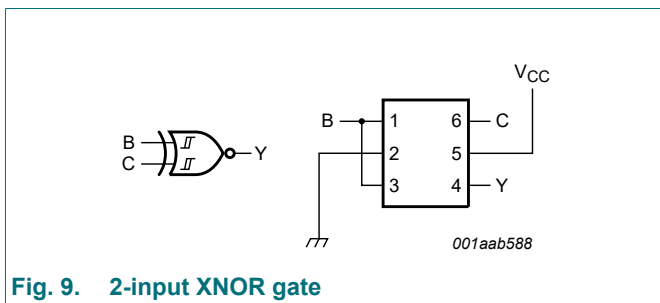 VCC
B
1
6
C
B
C
Y
2
5
3
4
Y
001aab588
Fig. 9. 2-input XNOR gate